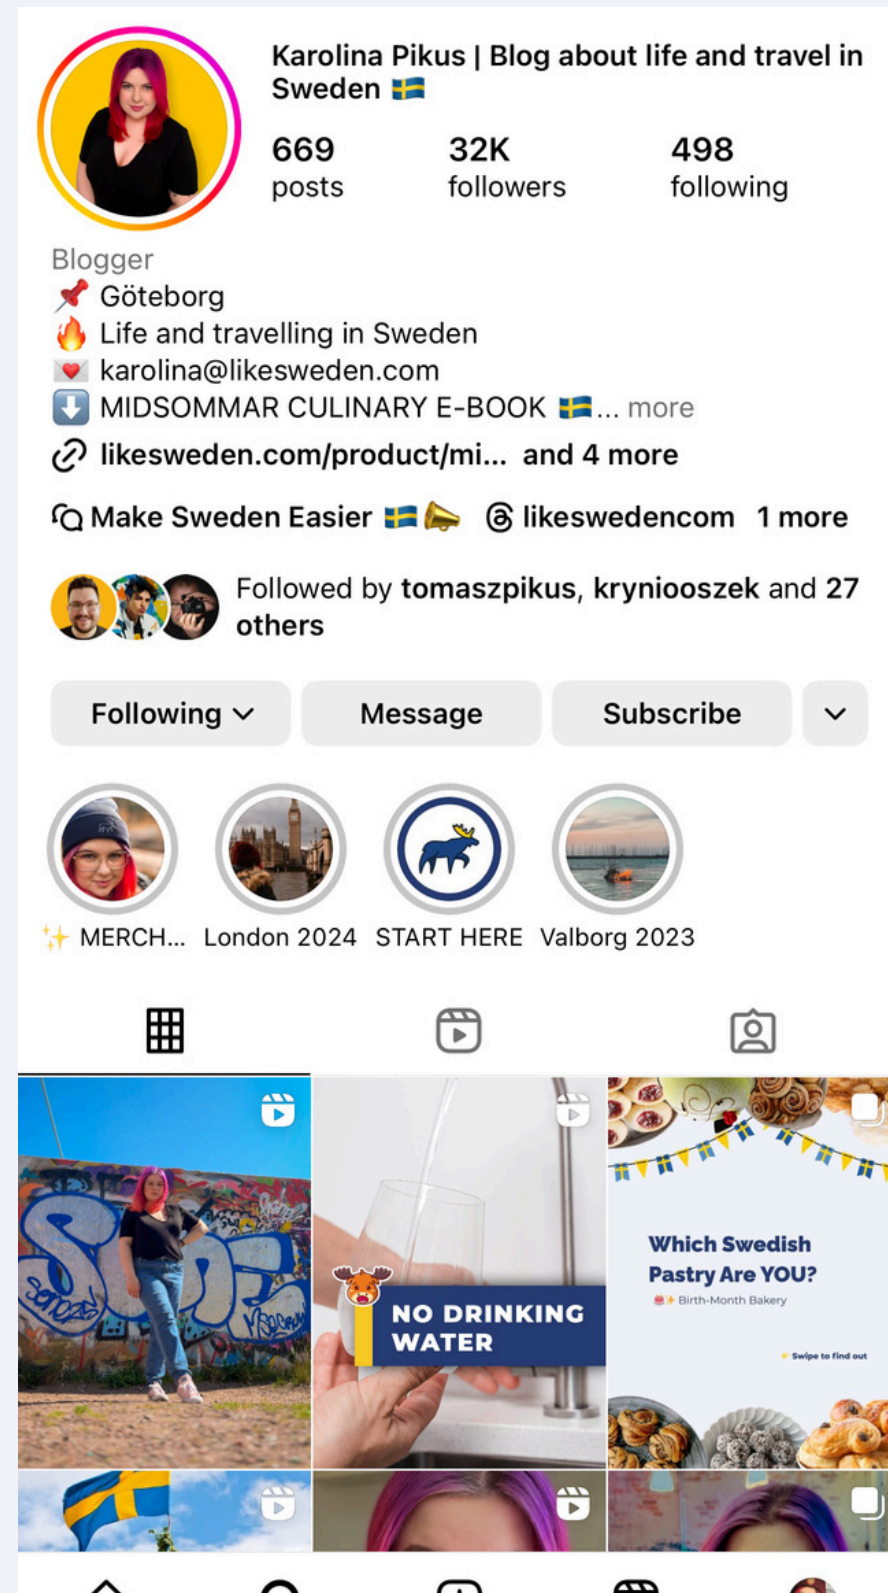 Karolina Pikus | Blog about life and travel in
Sweden 🇸🇪
669
posts
32K
followers
498
following
Blogger
📌 Göteborg
🔥 Life and travelling in Sweden
💌 karolina@likesweden.com
⬇️ MIDSOMMAR CULINARY E-BOOK 🇸🇪... more
likesweden.com/product/mi... and 4 more
Make Sweden Easier 🇸🇪📣 likeswedencom 1 more
Followed by tomaszpikus, kryniooszek and 27
others
Following
Message
Subscribe
✨ MERCH...
London 2024
START HERE
Valborg 2023
NO DRINKING
WATER
Which Swedish
Pastry Are YOU?
Birth-Month Bakery
Swipe to find out